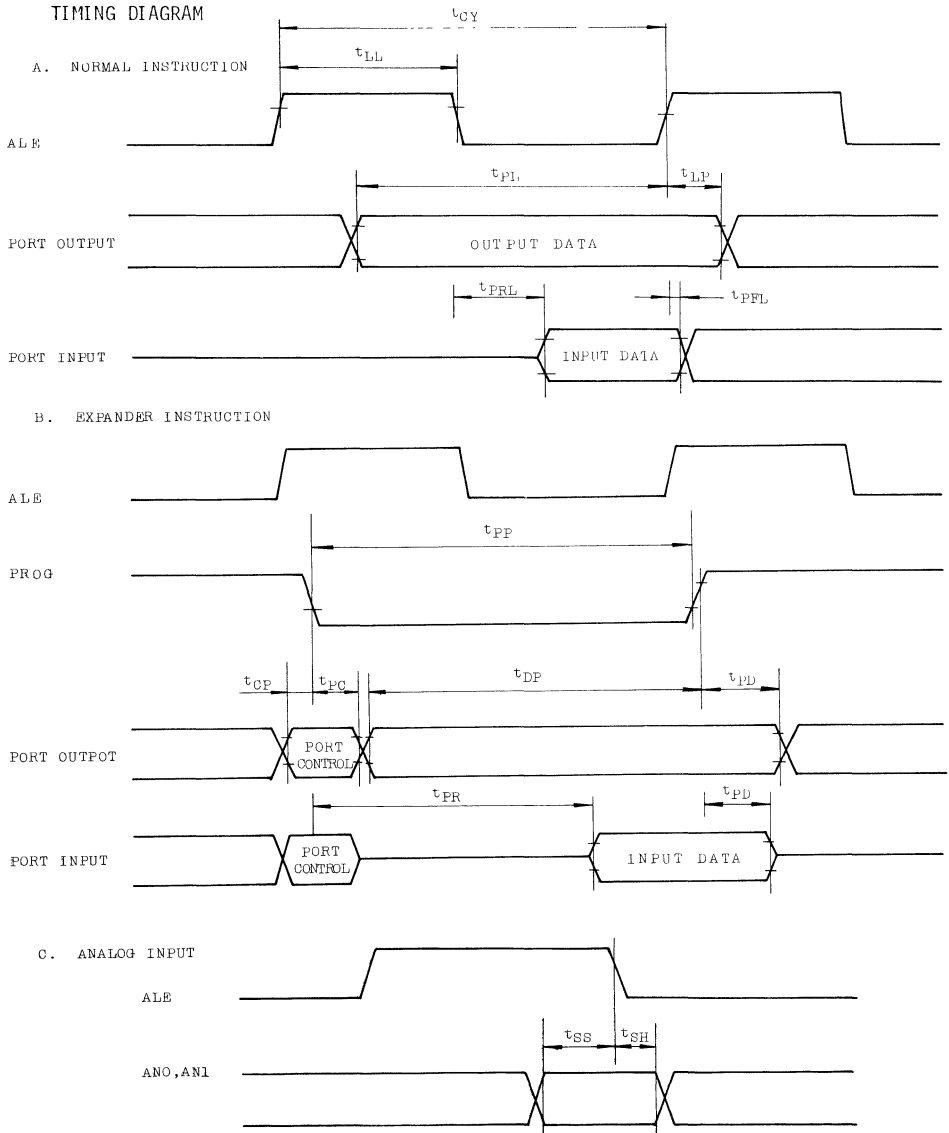 TIMING DIAGRAM
tCY
A. NORMAL INSTRUCTION
tLL
ALE
tPL
tLP
PORT OUTPUT
OUTPUT DATA
tPRL
tPFL
PORT INPUT
INPUT DATA
B. EXPANDER INSTRUCTION
ALE
tPP
PROG
tCP
tPC
tDP
tPD
PORT OUTPOT
PORT CONTROL
tPR
tPD
PORT INPUT
PORT CONTROL
INPUT DATA
C. ANALOG INPUT
ALE
tSS
tSH
AN0,AN1